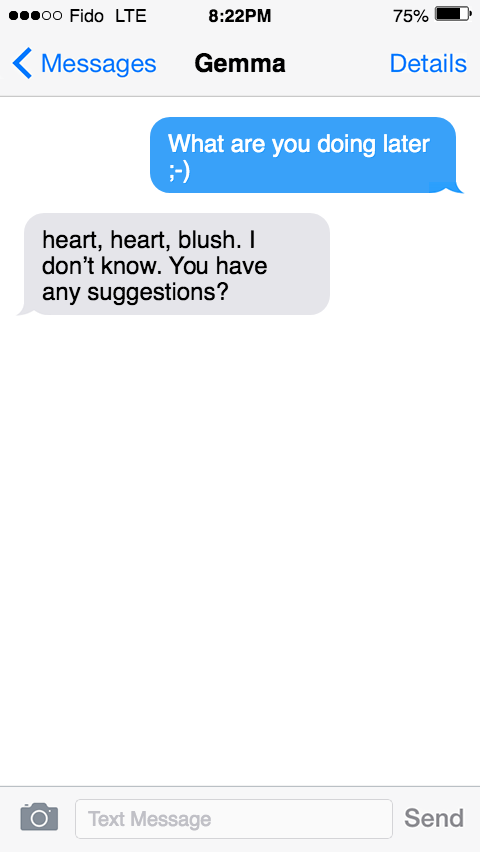 Fido LTE 8:22PM 75%
Messages Gemma Details
What are you doing later
;-)
heart, heart, blush. I
don’t know. You have
any suggestions?
Text Message Send